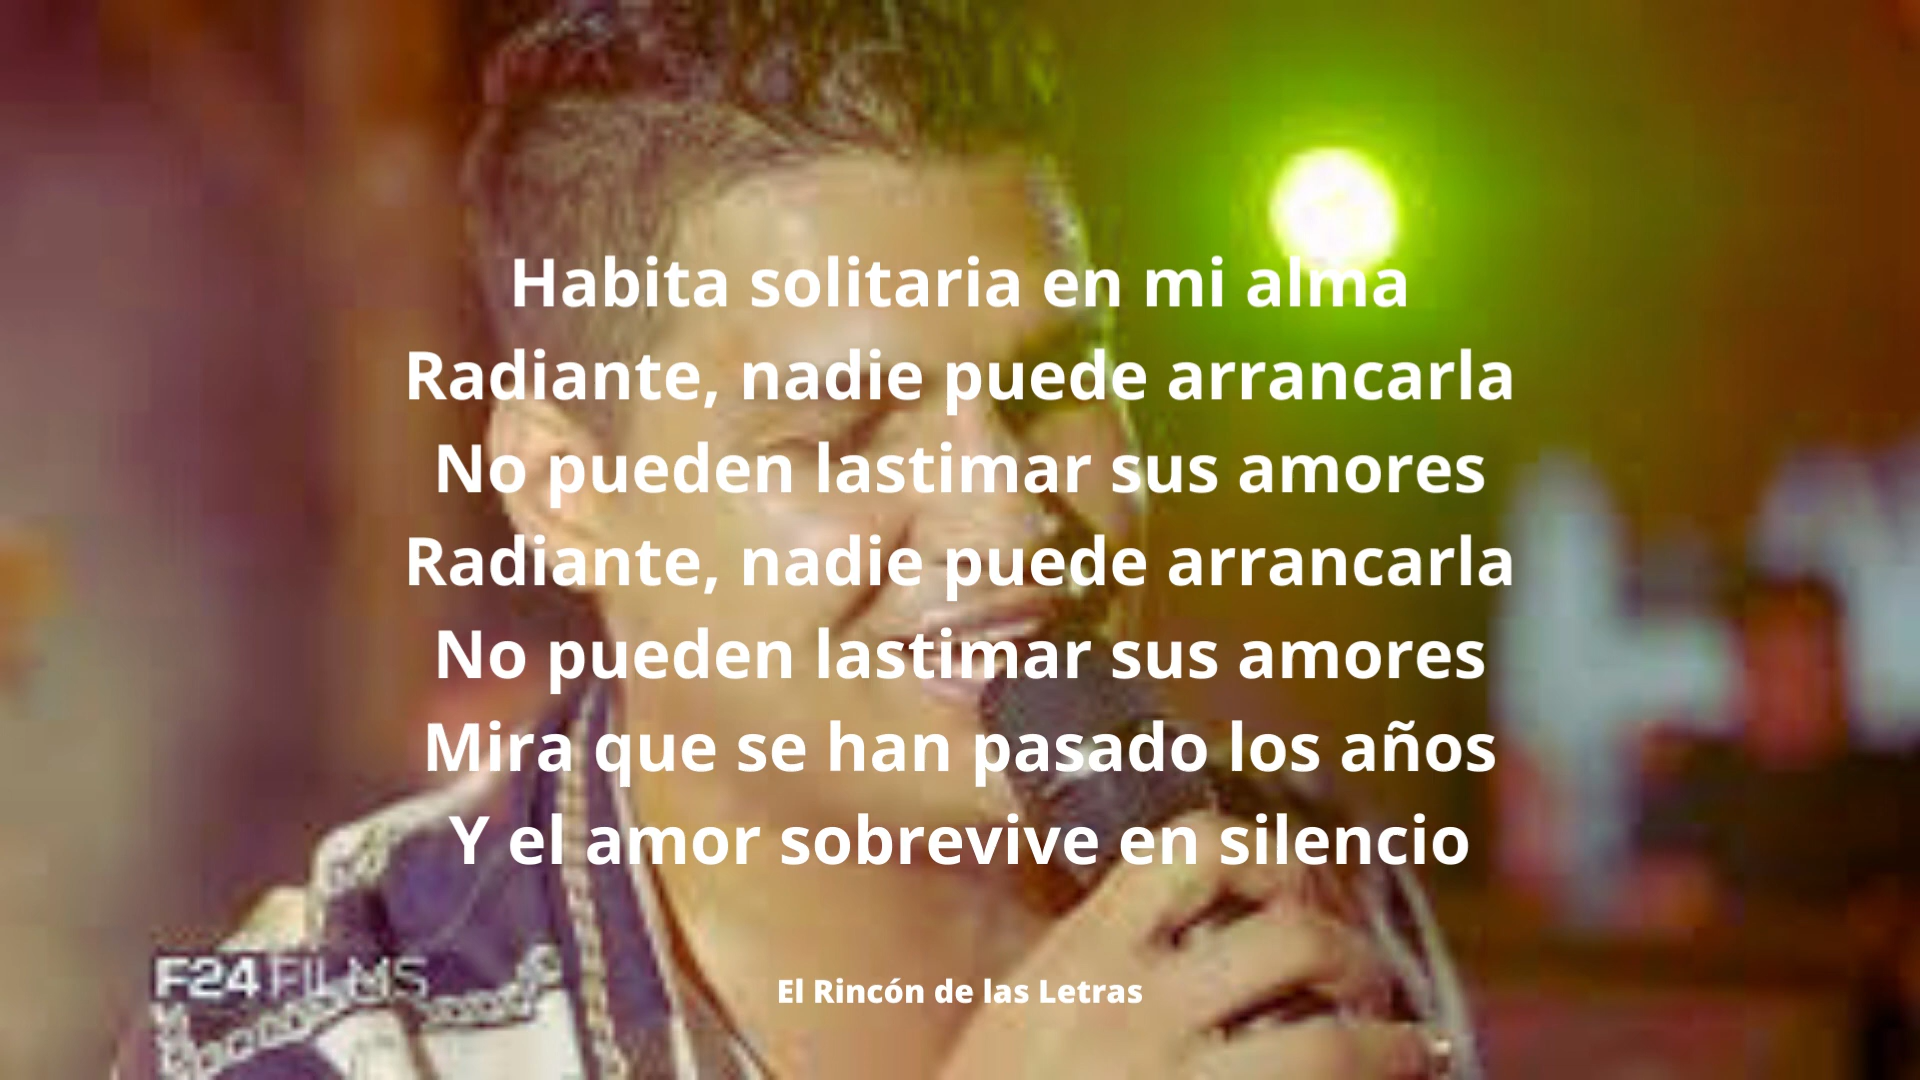 Habita solitaria en mi alma
Radiante, nadie puede arrancarla
No pueden lastimar sus amores
Radiante, nadie puede arrancarla
No pueden lastimar sus amores
Mira que se han pasado los años
Y el amor sobrevive en silencio
F24 FILMS
El Rincón de las Letras